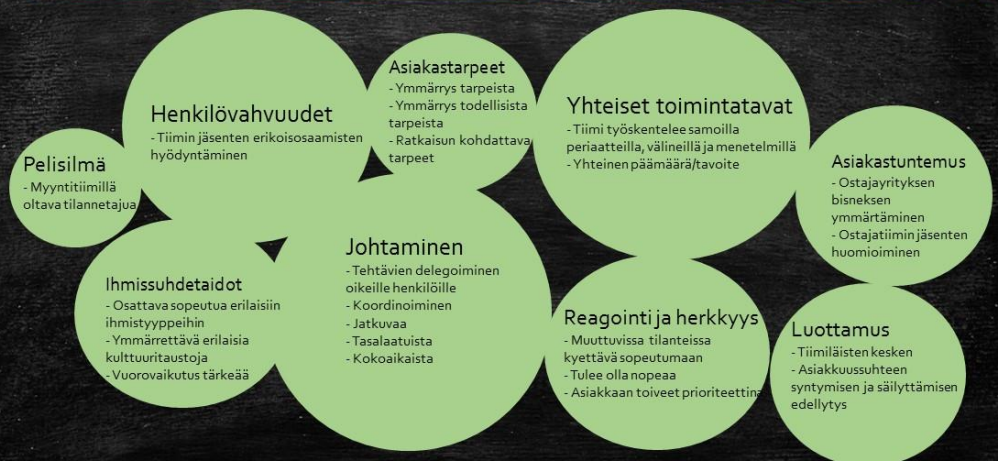 Pelisilmä
- Myyntitiimillä
oltava tilannetajua
Henkilövahvuudet
- Tiimin jäsenten erikoisosaamisten
hyödyntäminen
Asiakastarpeet
- Ymmärrys tarpeista
- Ymmärrys todellisista
tarpeista
- Ratkaisun kohdattava
tarpeet
Yhteiset toimintatavat
- Tiimi työskentelee samoilla
periaatteilla, välineillä ja menetelmillä
- Yhteinen päämäärä/tavoite
Asiakastuntemus
- Ostajayrityksen
bisneksen
ymmärtäminen
- Ostajatiimin jäsenten
huomioiminen
Ihmissuhdetaidot
- Osattava sopeutua erilaisiin
ihmistyyppeihin
- Ymmärrettävä erilaisia
kulttuuritaustoja
- Vuorovaikutus tärkeää
Johtaminen
- Tehtävien delegoiminen
oikeille henkilöille
- Koordinoiminen
- Jatkuvaa
- Tasalaatuista
- Kokoaikaista
Reagointi ja herkkyys
- Muuttuvissa tilanteissa
kyettävä sopeutumaan
- Tulee olla nopeaa
- Asiakkaan toiveet prioriteettina
Luottamus
- Tiimiläisten kesken
- Asiakkuussuhteen
syntymisen ja säilyttämisen
edellytys